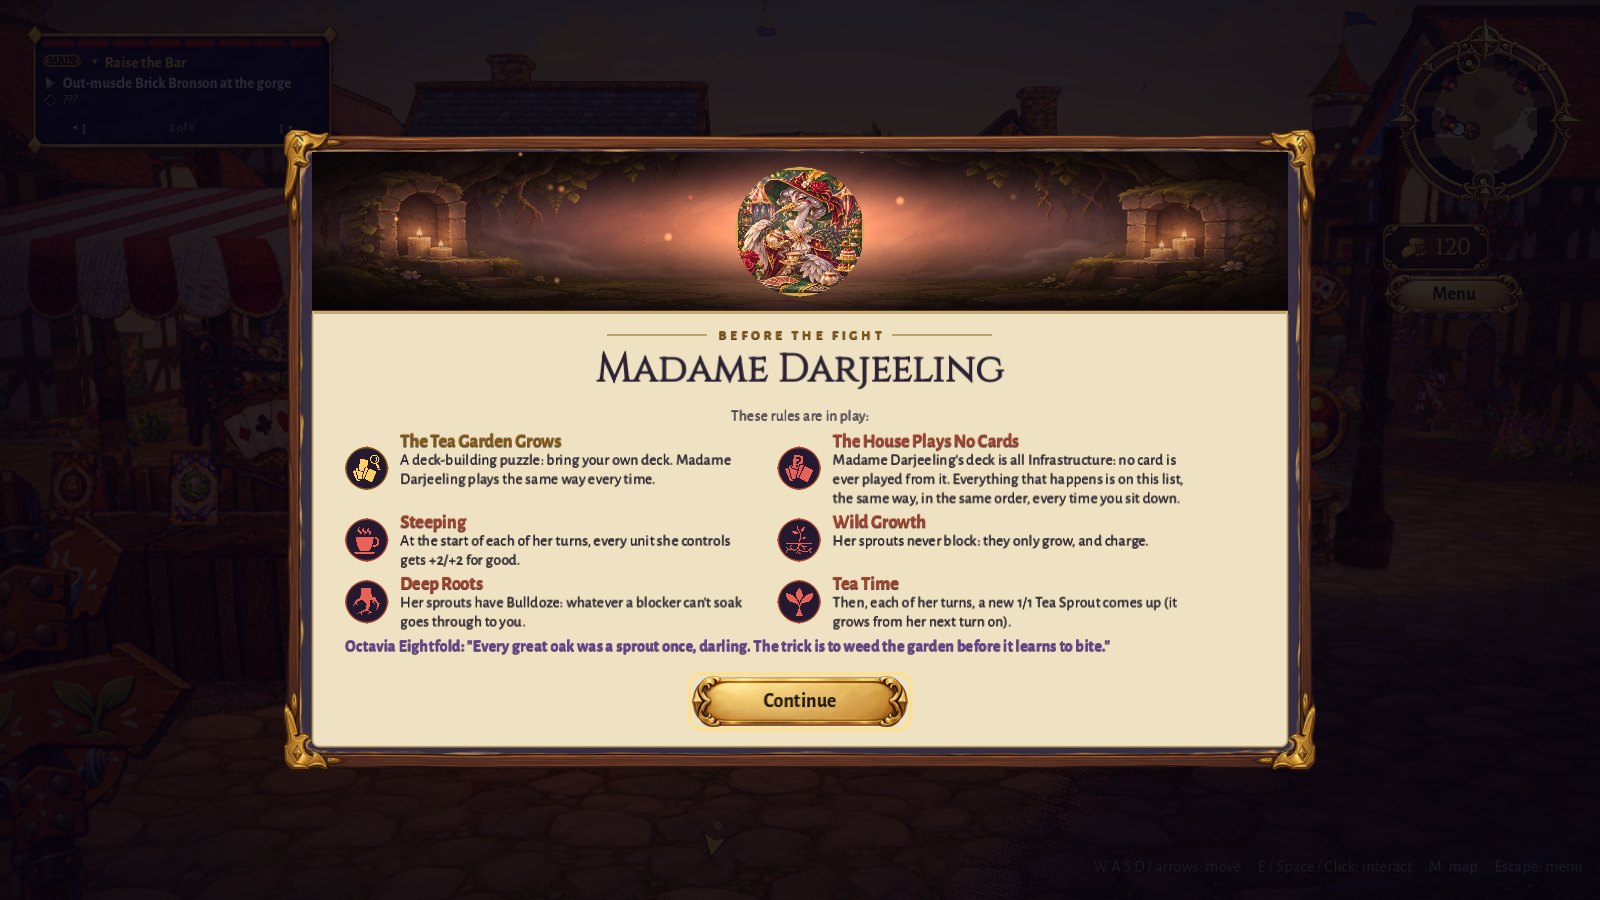 MAIN ▼ Raise the Bar
Out-muscle Brick Bronson at the gorge
???
2 of 6
120
Menu
BEFORE THE FIGHT
MADAME DARJEELING
These rules are in play:
The Tea Garden Grows
A deck-building puzzle: bring your own deck. Madame
Darjeeling plays the same way every time.
The House Plays No Cards
Madame Darjeeling's deck is all Infrastructure: no card is
ever played from it. Everything that happens is on this list,
the same way, in the same order, every time you sit down.
Steeping
At the start of each of her turns, every unit she controls
gets +2/+2 for good.
Wild Growth
Her sprouts never block: they only grow, and charge.
Deep Roots
Her sprouts have Bulldoze: whatever a blocker can't soak
goes through to you.
Tea Time
Then, each of her turns, a new 1/1 Tea Sprout comes up (it
grows from her next turn on).
Octavia Eightfold: "Every great oak was a sprout once, darling. The trick is to weed the garden before it learns to bite."
Continue
W A S D / arrows: move E / Space / Click: interact M: map Escape: menu